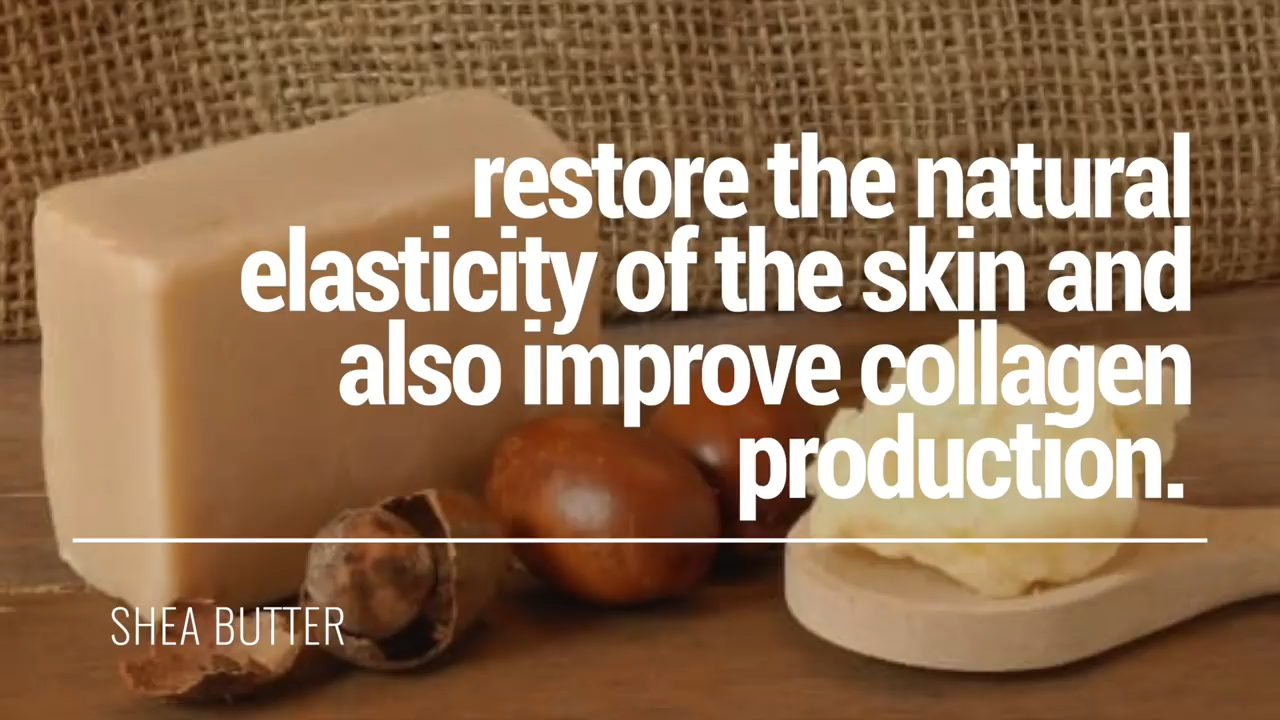 restore the natural
elasticity of the skin and
also improve collagen
production.
SHEA BUTTER